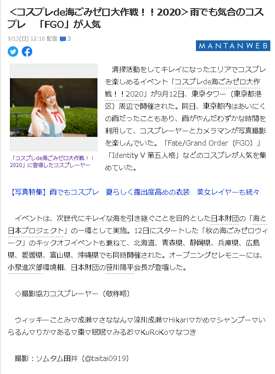 ＜コスプレde海ごみゼロ大作戦！！2020＞雨でも気合のコス
プレ　「FGO」が人気
9/13(日) 12:10 配信 3
MANTANWEB
清掃活動をしてキレイになったエリアでコスプレ
を楽しめるイベント「コスプレde海ごみゼロ大作
戦！！2020」が9月12日、東京タワー（東京都港
区）周辺で開催された。同日、東京都内はあいにく
の雨だったこともあり、雨がやんだわずかな時間を
利用して、コスプレーヤーとカメラマンが写真撮影
を楽しんでいた。「Fate/Grand Order（FGO）」
「Identity V 第五人格」などのコスプレが人気を集
めていた。
「コスプレde海ごみゼロ大作戦！！
2020」に登場したコスプレーヤー
【写真特集】雨でもコスプレ　夏らしく露出度高めの衣装　美女レイヤーも続々
イベントは、次世代にキレイな海を引き継ぐことを目的とした日本財団の「海と
日本プロジェクト」の一環として実施。12日にスタートした「秋の海ごみゼロウィ
ーク」のキックオフイベントも兼ねて、北海道、青森県、静岡県、兵庫県、広島
県、愛媛県、富山県、沖縄県でも同時開催された。オープニングセレモニーには、
小泉進次郎環境相、日本財団の笹川陽平会長が登壇した。
◇撮影協力コスプレーヤー（敬称略）
ウィッキーことみ♡成瀬♡さななん♡涼川成瀬♡Hikari♡かめ♡シャンプー♡い
らるん♡りか♡ある♡棗♡眠眠♡みるお♡KuRoKo♡なつき
撮影：ソムタム田井（@taitai0919）